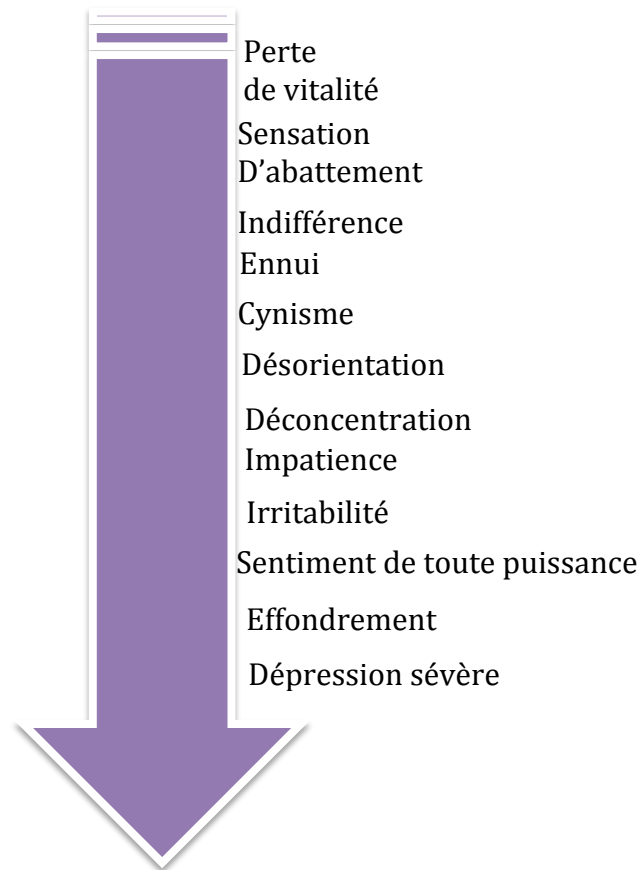 Perte
de vitalité
Sensation
D’abattement
Indifférence
Ennui
Cynisme
Désorientation
Déconcentration
Impatience
Irritabilité
Sentiment de toute puissance
Effondrement
Dépression sévère